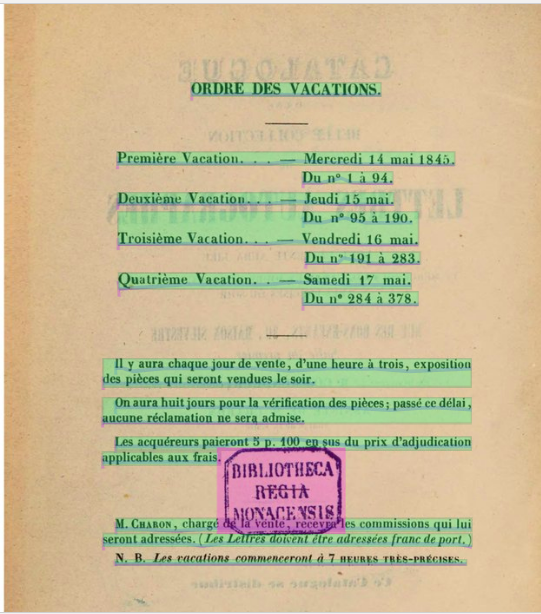 ORDRE DES VACATIONS.
Première Vacation. . . — Mercredi 14 mai 1845.
Du nº 1 à 94.
Deuxième Vacation. . . — Jeudi 15 mai.
Du nº 95 à 190.
Troisième Vacation. . . — Vendredi 16 mai.
Du nº 191 à 283.
Quatrième Vacation. . — Samedi 17 mai.
Du nº 284 à 378.
Il y aura chaque jour de vente, d'une heure à trois, exposition
des pièces qui seront vendues le soir.
On aura huit jours pour la vérification des pièces ; passé ce délai,
aucune réclamation ne sera admise.
Les acquéreurs paieront 5 p. 100 en sus du prix d'adjudication
applicables aux frais.
BIBLIOTHECA
REGIA
MONACENSIS
M. CHARON, chargé de la vente, recevra les commissions qui lui
seront adressées. (Les Lettres doivent être adressées franc de port.)
N. B. Les vacations commenceront à 7 HEURES TRÈS-PRÉCISES.